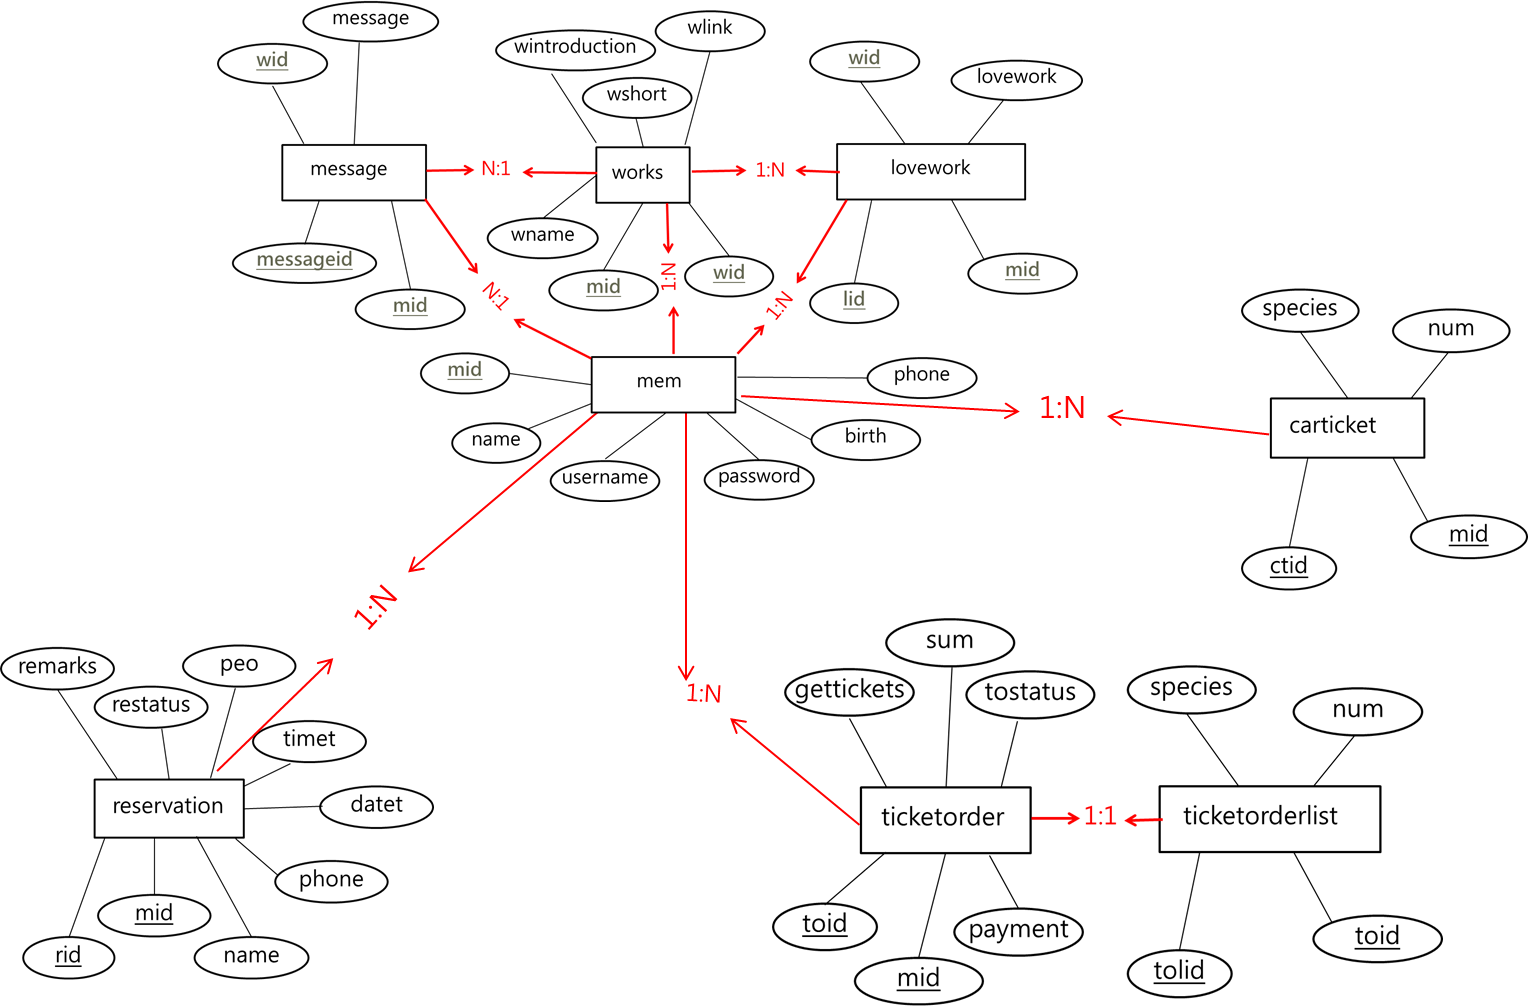 message
wid
wintroduction
wlink
wshort
wid
lovework
message
N:1
works
1:N
lovework
messageid
mid
wname
mid
wid
lid
mid
N:1
1:N
1:N
mid
mem
phone
name
username
password
birth
1:N
species
num
carticket
ctid
mid
1:N
remarks
peo
restatus
timet
datet
reservation
phone
mid
rid
name
1:N
sum
gettickets
tostatus
ticketorder
1:1
species
num
ticketorderlist
toid
payment
mid
toid
tolid